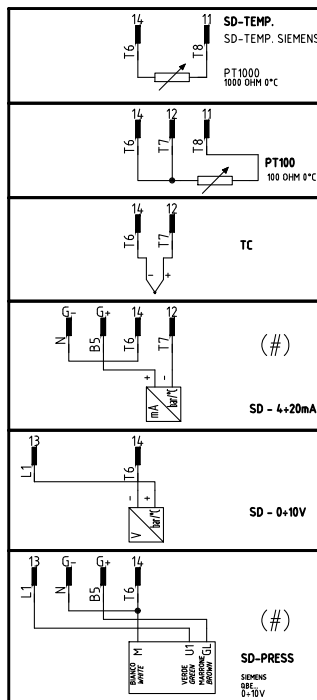 14 11 SD-TEMP.
SD-TEMP. SIEMENS
T6 T8
PT1000
1000 OHM 0°C
14 12 11
T6 T7 T8
PT100
100 OHM 0°C
14 12
T6 T7 TC
- +
G- G+ 14 12
N B5 T6 T7 (#)
+ -
mA bar/°C
SD - 4÷20mA
13 14
L1 T6
- +
V bar/°C
SD - 0÷10V
13 G- G+ 14
L1 N B5 T6 (#)
M U1 GL
BIANCO VERDE MARRONE
WHITE GREEN BROWN
SD-PRESS
SIEMENS
QBE...
0÷10V